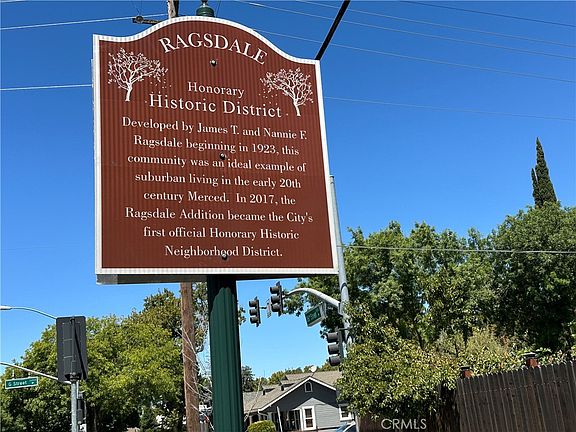 RAGSDALE
Honorary
Historic District
Developed by James T. and Nannie F.
Ragsdale beginning in 1923, this
community was an ideal example of
suburban living in the early 20th
century Merced. In 2017, the
Ragsdale Addition became the City's
first official Honorary Historic
Neighborhood District.
G Street
CRMLS